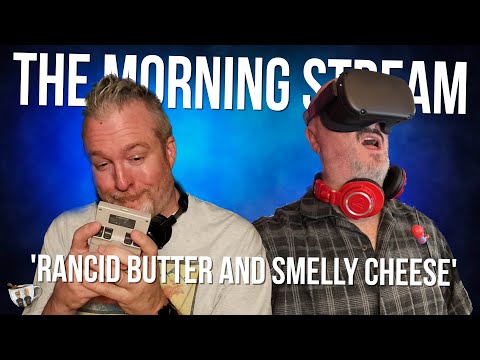 THE MORNING STREAM
'RANCID BUTTER AND SMELLY CHEESE'